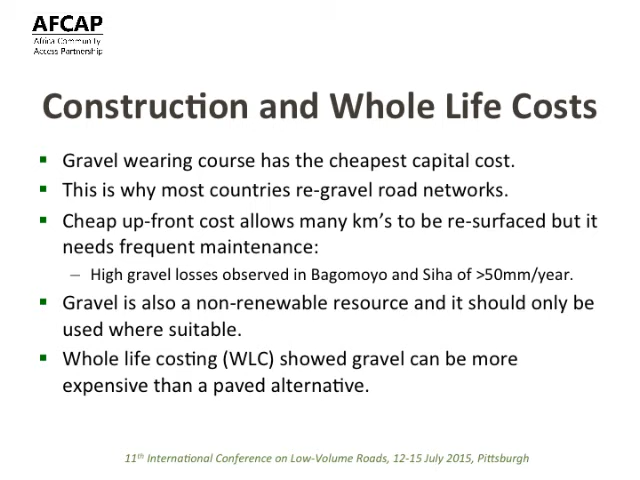 AFCAP
Africa Community
Access Partnership
Construction and Whole Life Costs
▪ Gravel wearing course has the cheapest capital cost.
▪ This is why most countries re-gravel road networks.
▪ Cheap up-front cost allows many km's to be re-surfaced but it
needs frequent maintenance:
– High gravel losses observed in Bagomoyo and Siha of >50mm/year.
▪ Gravel is also a non-renewable resource and it should only be
used where suitable.
▪ Whole life costing (WLC) showed gravel can be more
expensive than a paved alternative.
11th International Conference on Low-Volume Roads, 12-15 July 2015, Pittsburgh